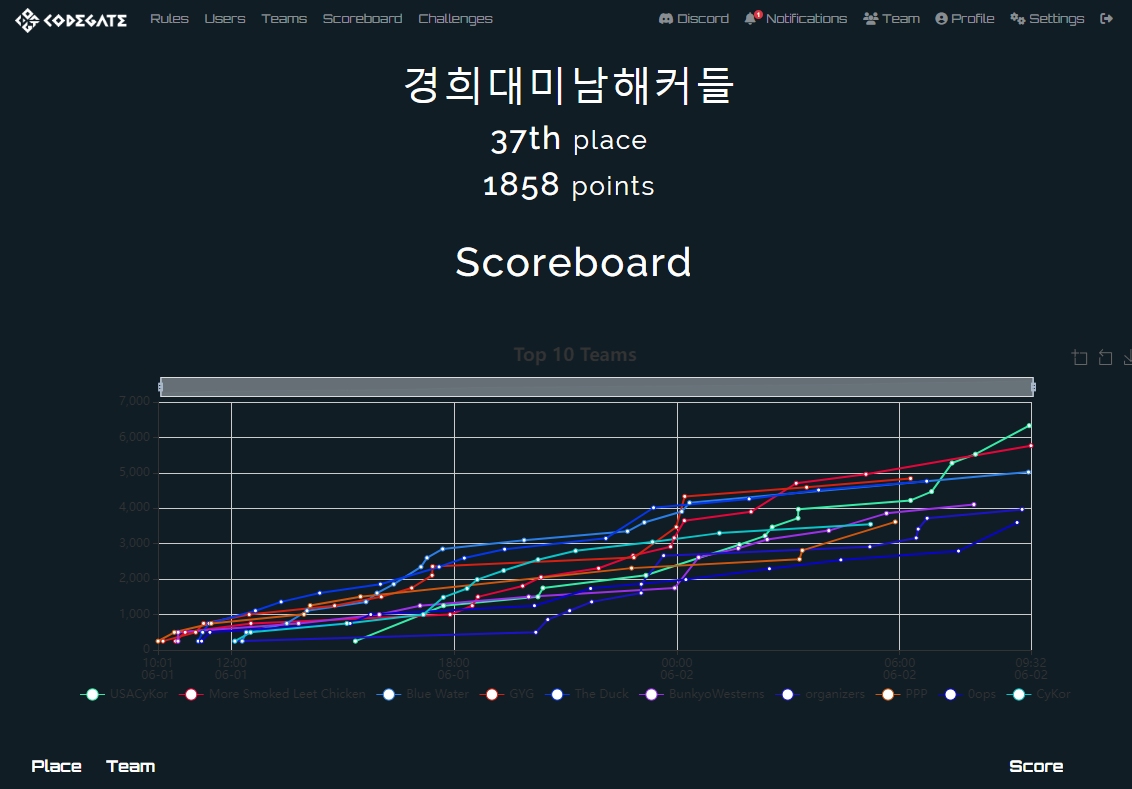 CODEGATE Rules Users Teams Scoreboard Challenges Discord 1 Notifications Team Profile Settings
경희대미남해커들
37th place
1858 points
Scoreboard
Top 10 Teams
7,000
6,000
5,000
4,000
3,000
2,000
1,000
0
10:01 12:00 18:00 00:00 06:00 09:32
06-01 06-01 06-01 06-02 06-02 06-02
USACyKor More Smoked Leet Chicken Blue Water GYG The Duck BunkyoWesterns organizers PPP 0ops CyKor
Place Team Score